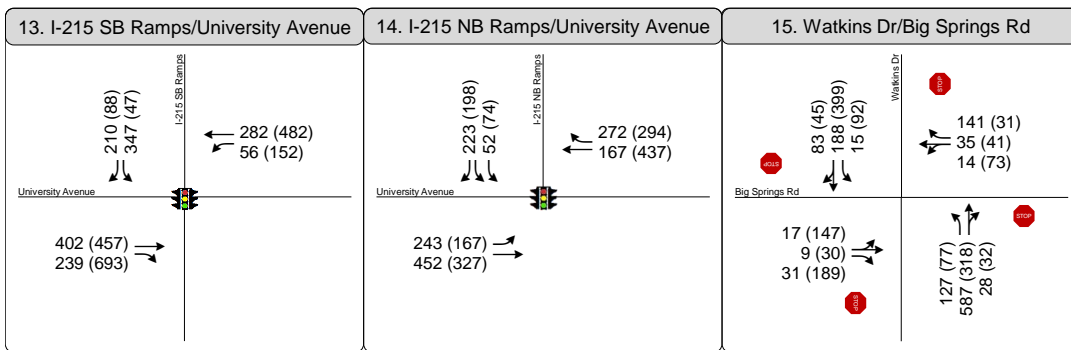 13. I-215 SB Ramps/University Avenue
I-215 SB Ramps
210 (88)
347 (47)
282 (482)
56 (152)
University Avenue
402 (457)
239 (693)
14. I-215 NB Ramps/University Avenue
I-215 NB Ramps
223 (198)
52 (74)
272 (294)
167 (437)
University Avenue
243 (167)
452 (327)
15. Watkins Dr/Big Springs Rd
Watkins Dr
STOP
83 (45)
188 (399)
15 (92)
141 (31)
35 (41)
14 (73)
STOP
Big Springs Rd
STOP
17 (147)
9 (30)
31 (189)
127 (77)
587 (318)
28 (32)
STOP